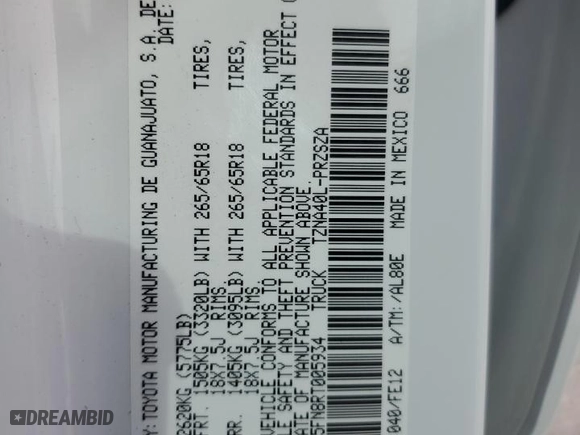 Y: TOYOTA MOTOR MANUFACTURING DE GUANAJUATO, S.A. DE
DATE:
2620KG (5775LB)
FRT. 1505KG (3320LB) WITH 265/65R18 TIRES,
18X7.5J RIMS.
RR. 1405KG (3095LB) WITH 265/65R18 TIRES,
18X7.5J RIMS.
VEHICLE CONFORMS TO ALL APPLICABLE FEDERAL MOTOR
LE SAFETY AND THEFT PREVENTION STANDARDS IN EFFECT
ATE OF MANUFACTURE SHOWN ABOVE.
5FN8RT005934 TRUCK TZNA40L-PRZSZA
040/FE12 A/TM: /AL80E MADE IN MEXICO 666
DREAMBID.COM